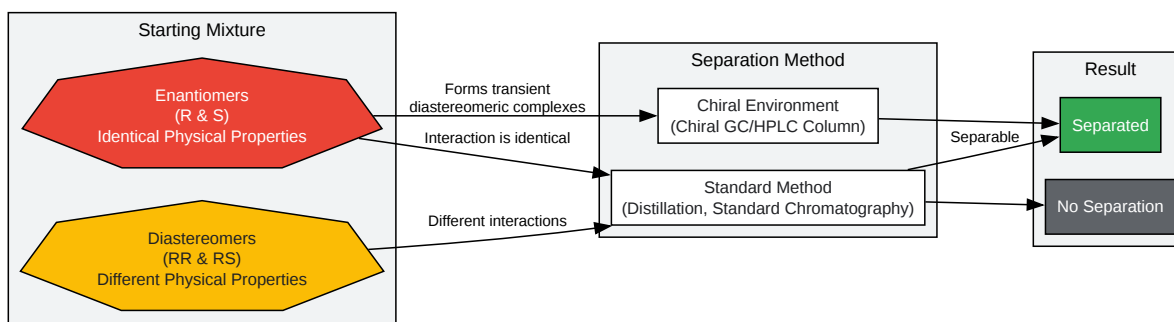 Starting Mixture
Enantiomers
(R & S)
Identical Physical Properties
Diastereomers
(RR & RS)
Different Physical Properties
Forms transient
diastereomeric complexes
Interaction is identical
Different interactions
Separation Method
Chiral Environment
(Chiral GC/HPLC Column)
Standard Method
(Distillation, Standard Chromatography)
Separable
Result
Separated
No Separation